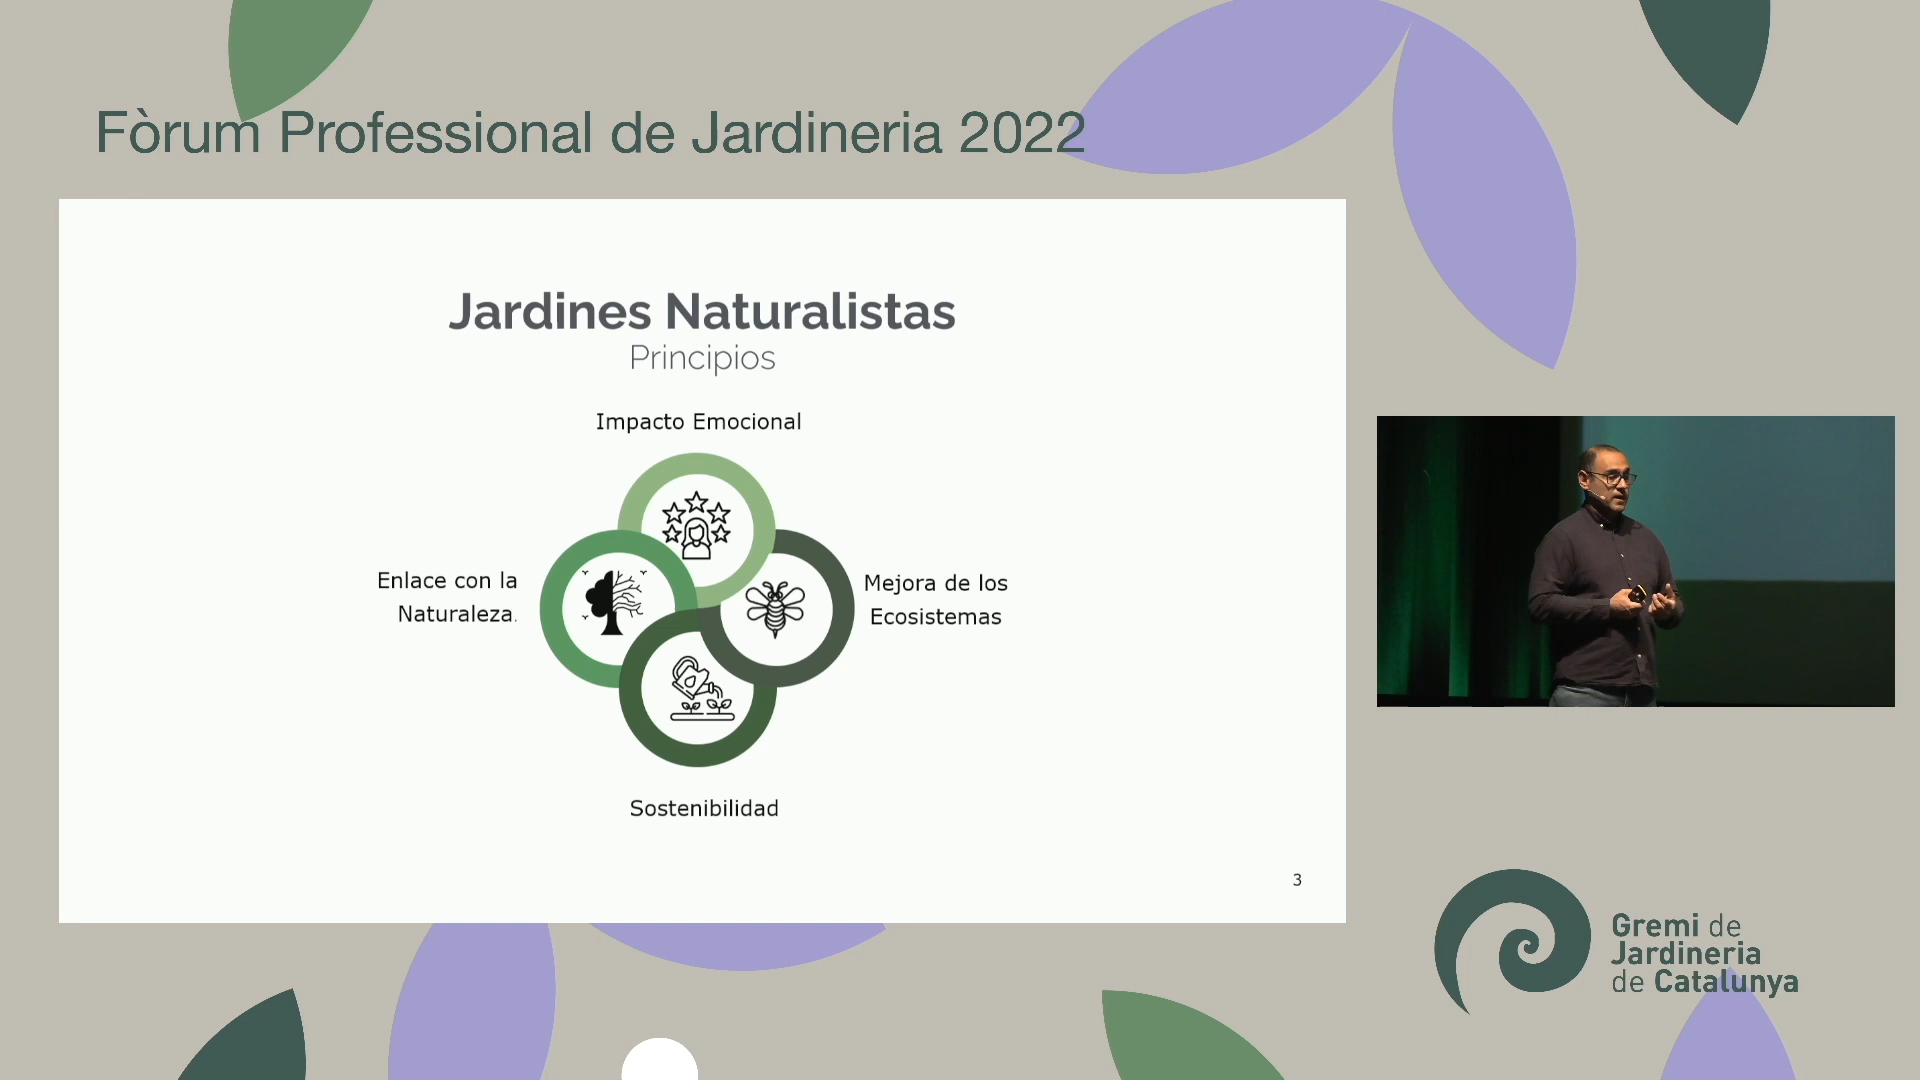 Fòrum Professional de Jardineria 2022
Jardines Naturalistas
Principios
Impacto Emocional
Enlace con la
Naturaleza.
Mejora de los
Ecosistemas
Sostenibilidad
3
Gremi de
Jardineria
de Catalunya